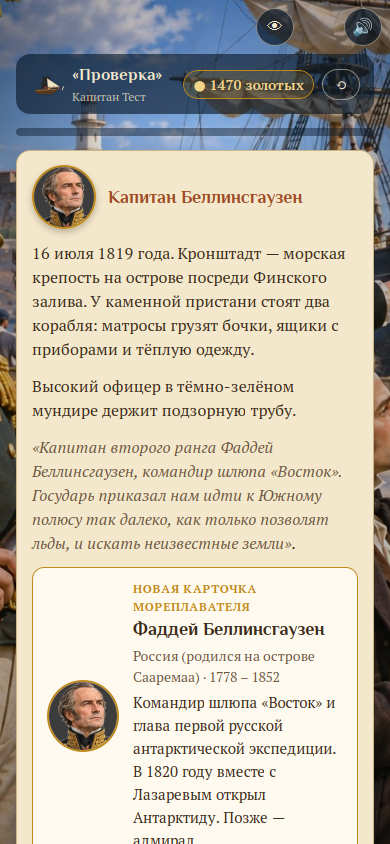 «Проверка»
Капитан Тест
1470 золотых
Капитан Беллинсгаузен
16 июля 1819 года. Кронштадт — морская
крепость на острове посреди Финского
залива. У каменной пристани стоят два
корабля: матросы грузят бочки, ящики с
приборами и тёплую одежду.
Высокий офицер в тёмно-зелёном
мундире держит подзорную трубу.
«Капитан второго ранга Фаддей
Беллинсгаузен, командир шлюпа «Восток».
Государь приказал нам идти к Южному
полюсу так далеко, как только позволят
льды, и искать неизвестные земли».
НОВАЯ КАРТОЧКА
МОРЕПЛАВАТЕЛЯ
Фаддей Беллинсгаузен
Россия (родился на острове
Сааремаа) · 1778 – 1852
Командир шлюпа «Восток» и
глава первой русской
антарктической экспедиции.
В 1820 году вместе с
Лазаревым открыл
Антарктиду. Позже —
адмирал